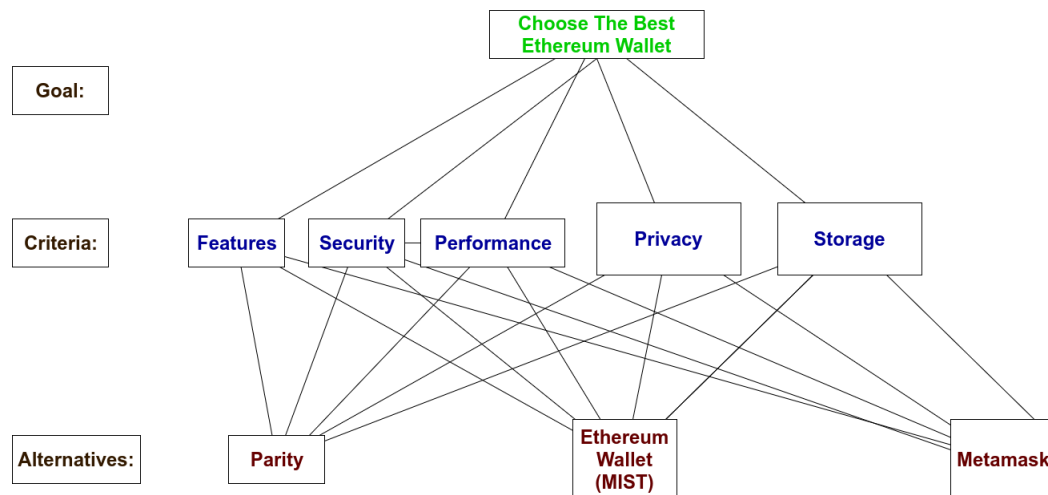 Choose The Best
Ethereum Wallet
Goal:
Criteria:
Features
Security
Performance
Privacy
Storage
Alternatives:
Parity
Ethereum
Wallet
(MIST)
Metamask